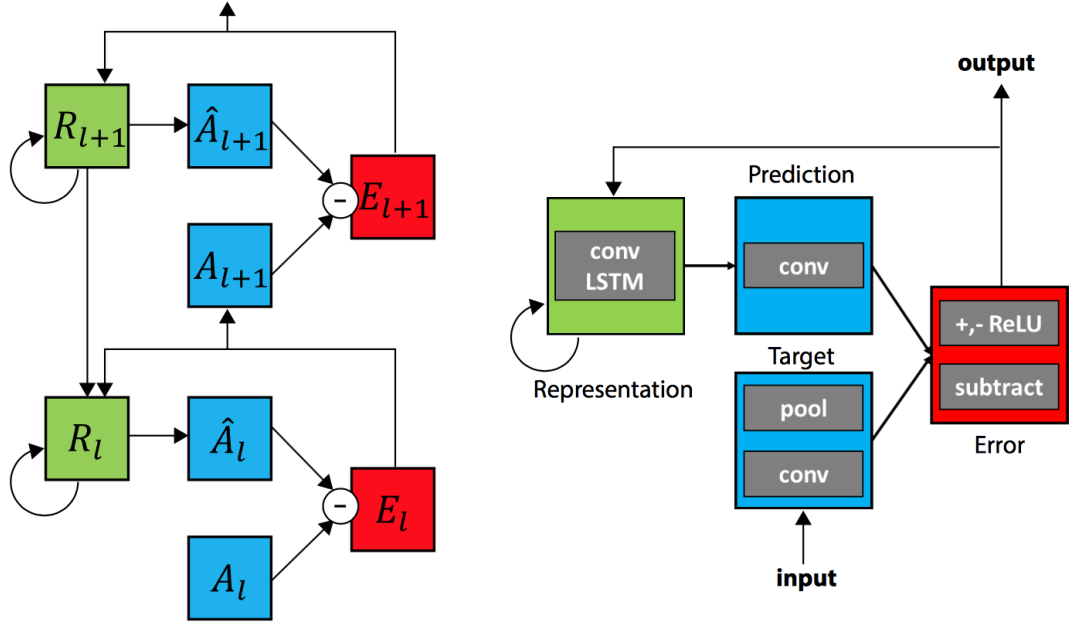 R_{l+1}
Â_{l+1}
-
E_{l+1}
A_{l+1}
R_l
Â_l
-
E_l
A_l
output
Prediction
conv
LSTM
conv
+,- ReLU
subtract
Target
Representation
pool
conv
Error
input